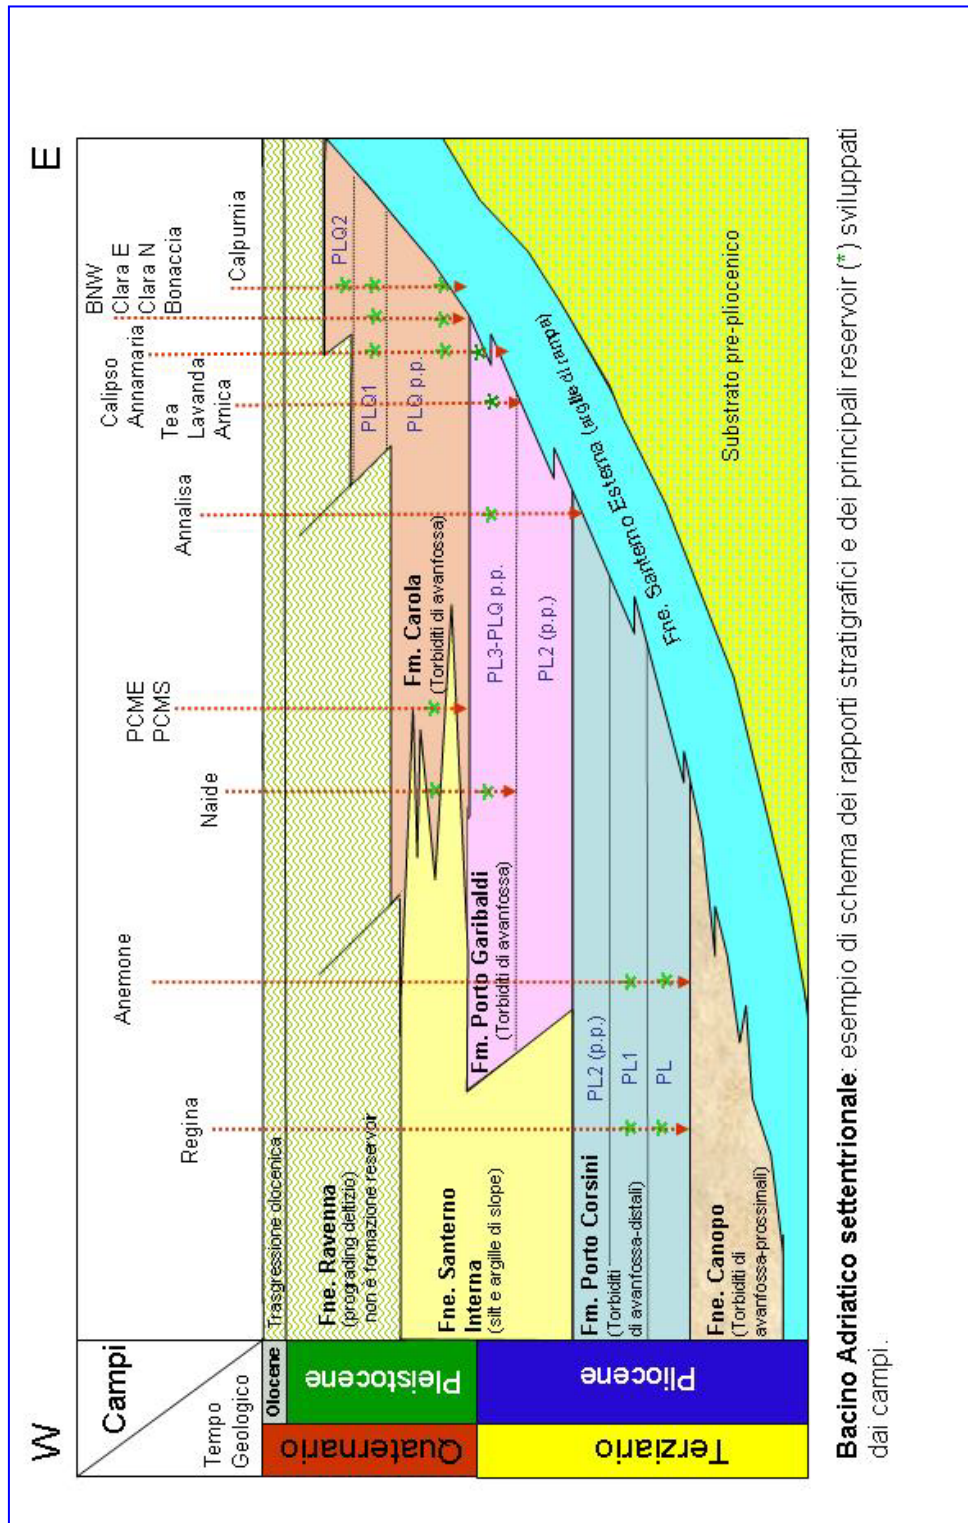 W
E
Campi
Tempo
Geologico
Regina
Anemone
Naide
PCME
PCMS
Annalisa
Tea
Lavanda
Arnica
Calipso
Annamaria
BNW
Clara E
Clara N
Bonaccia
Calpurnia
Olocene
Pleistocene
Pliocene
Quaternario
Terziario
Trasgressione olocenica
Fne. Ravenna
(prograding deltizio)
non è formazione reservoir
Fne. Santerno
Interna
(silt e argille di slope)
Fm. Carola
(Torbiditi di avanfossa)
PLQ2
PLQ1
PLQ p.p.
Fm. Porto Garibaldi
(Torbiditi di avanfossa)
PL3-PLQ p.p.
PL2 (p.p.)
Fm. Porto Corsini
(Torbiditi
di avanfossa-distali)
PL2 (p.p.)
PL1
PL
Fne. Canopo
(Torbiditi di
avanfossa-prossimali)
Fne. Santerno Esterna (argille di rampa)
Substrato pre-pliocenico
Bacino Adriatico settentrionale: esempio di schema dei rapporti stratigrafici e dei principali reservoir (*) sviluppati
dai campi.